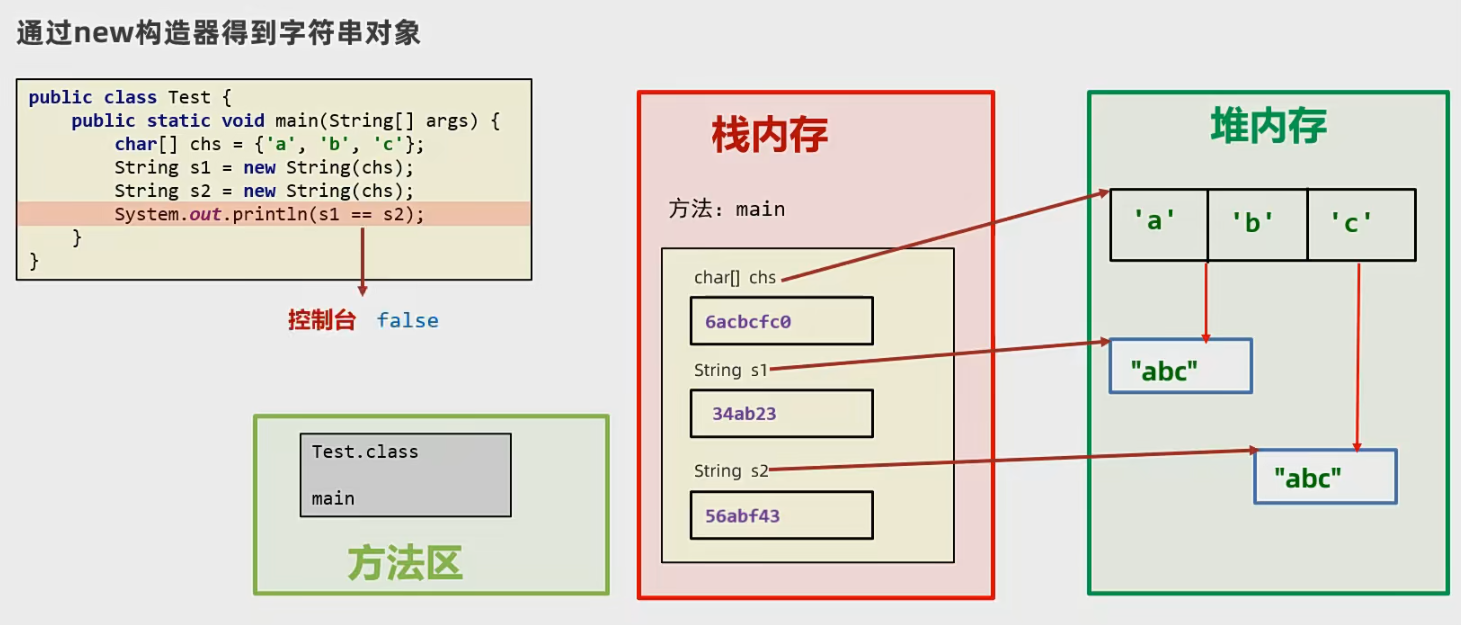 通过new构造器得到字符串对象
public class Test {
    public static void main(String[] args) {
        char[] chs = {'a', 'b', 'c'};
        String s1 = new String(chs);
        String s2 = new String(chs);
        System.out.println(s1 == s2);
    }
}
控制台 false
Test.class
main
方法区
栈内存
方法: main
char[] chs
6acbcfc0
String s1
34ab23
String s2
56abf43
堆内存
'a' 'b' 'c'
"abc"
"abc"